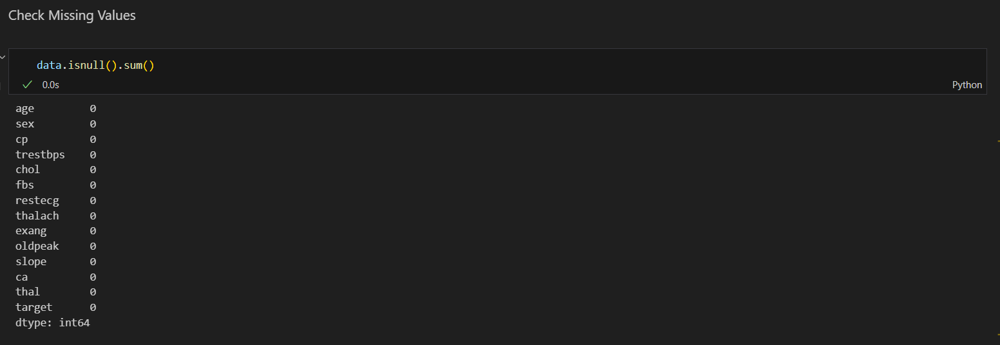 Check Missing Values
data.isnull().sum()
0.0s
Python
age 0
sex 0
cp 0
trestbps 0
chol 0
fbs 0
restecg 0
thalach 0
exang 0
oldpeak 0
slope 0
ca 0
thal 0
target 0
dtype: int64